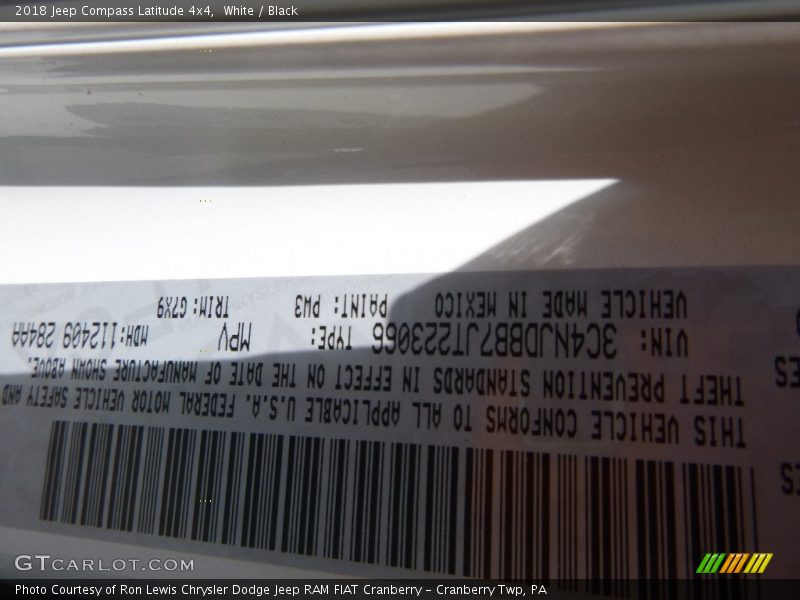 2018 Jeep Compass Latitude 4x4, White / Black
THIS VEHICLE CONFORMS TO ALL APPLICABLE U.S.A. FEDERAL MOTOR VEHICLE SAFETY AND
THEFT PREVENTION STANDARDS IN EFFECT ON THE DATE OF MANUFACTURE SHOWN ABOVE.
VIN: 3C4NJDBB7JT223066 TYPE: MPV MDH:112409 284AA
VEHICLE MADE IN MEXICO PAINT: PW3 TRIM:G7X9
GTCARLOT.COM
Photo Courtesy of Ron Lewis Chrysler Dodge Jeep RAM FIAT Cranberry – Cranberry Twp, PA